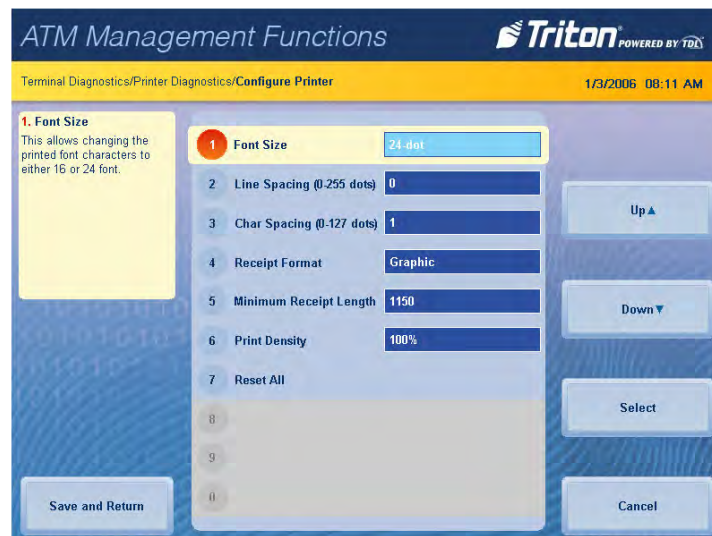 ATM Management Functions
Triton POWERED BY TDL
Terminal Diagnostics/Printer Diagnostics/Configure Printer
1/3/2006 08:11 AM
1. Font Size
This allows changing the
printed font characters to
either 16 or 24 font.
1 Font Size 24-dot
2 Line Spacing (0-255 dots) 0
3 Char Spacing (0-127 dots) 1
4 Receipt Format Graphic
5 Minimum Receipt Length 1150
6 Print Density 100%
7 Reset All
8
9
0
Up▲
Down▼
Select
Save and Return
Cancel